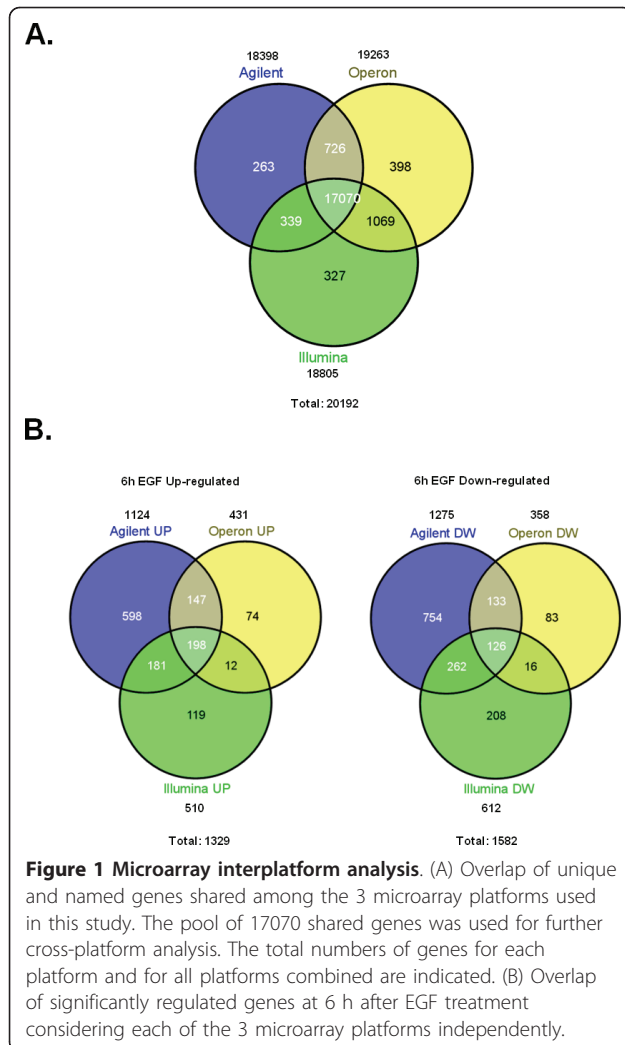 A.
18398
19263
Agilent
Operon
726
263
398
17070
339
1069
327
Illumina
18805
Total: 20192
B.
6h EGF Up-regulated
6h EGF Down-regulated
1124
431
1275
358
Agilent UP
Operon UP
Agilent DW
Operon DW
147
133
598
74
754
83
198
126
181
12
262
16
119
208
Illumina UP
Illumina DW
510
612
Total: 1329
Total: 1582
Figure 1 Microarray interplatform analysis. (A) Overlap of unique
and named genes shared among the 3 microarray platforms used
in this study. The pool of 17070 shared genes was used for further
cross-platform analysis. The total numbers of genes for each
platform and for all platforms combined are indicated. (B) Overlap
of significantly regulated genes at 6 h after EGF treatment
considering each of the 3 microarray platforms independently.